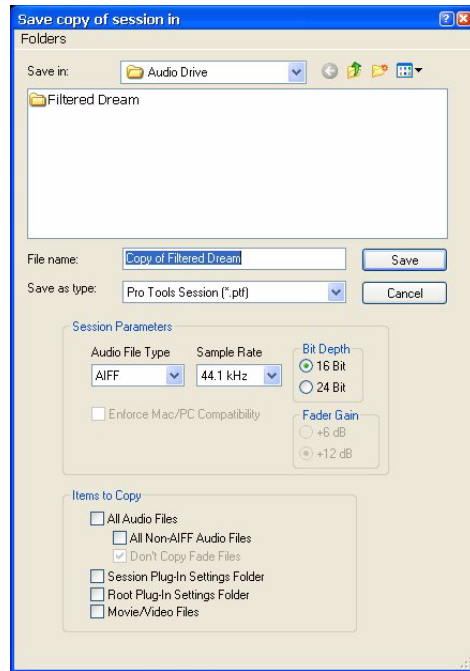 Save copy of session in
Folders
Save in: Audio Drive
Filtered Dream
File name: Copy of Filtered Dream Save
Save as type: Pro Tools Session (*.ptf) Cancel
Session Parameters
Audio File Type Sample Rate Bit Depth
AIFF 44.1 kHz 16 Bit
24 Bit
Enforce Mac/PC Compatibility Fader Gain
+6 dB
+12 dB
Items to Copy
All Audio Files
All Non-AIFF Audio Files
Don't Copy Fade Files
Session Plug-In Settings Folder
Root Plug-In Settings Folder
Movie/Video Files